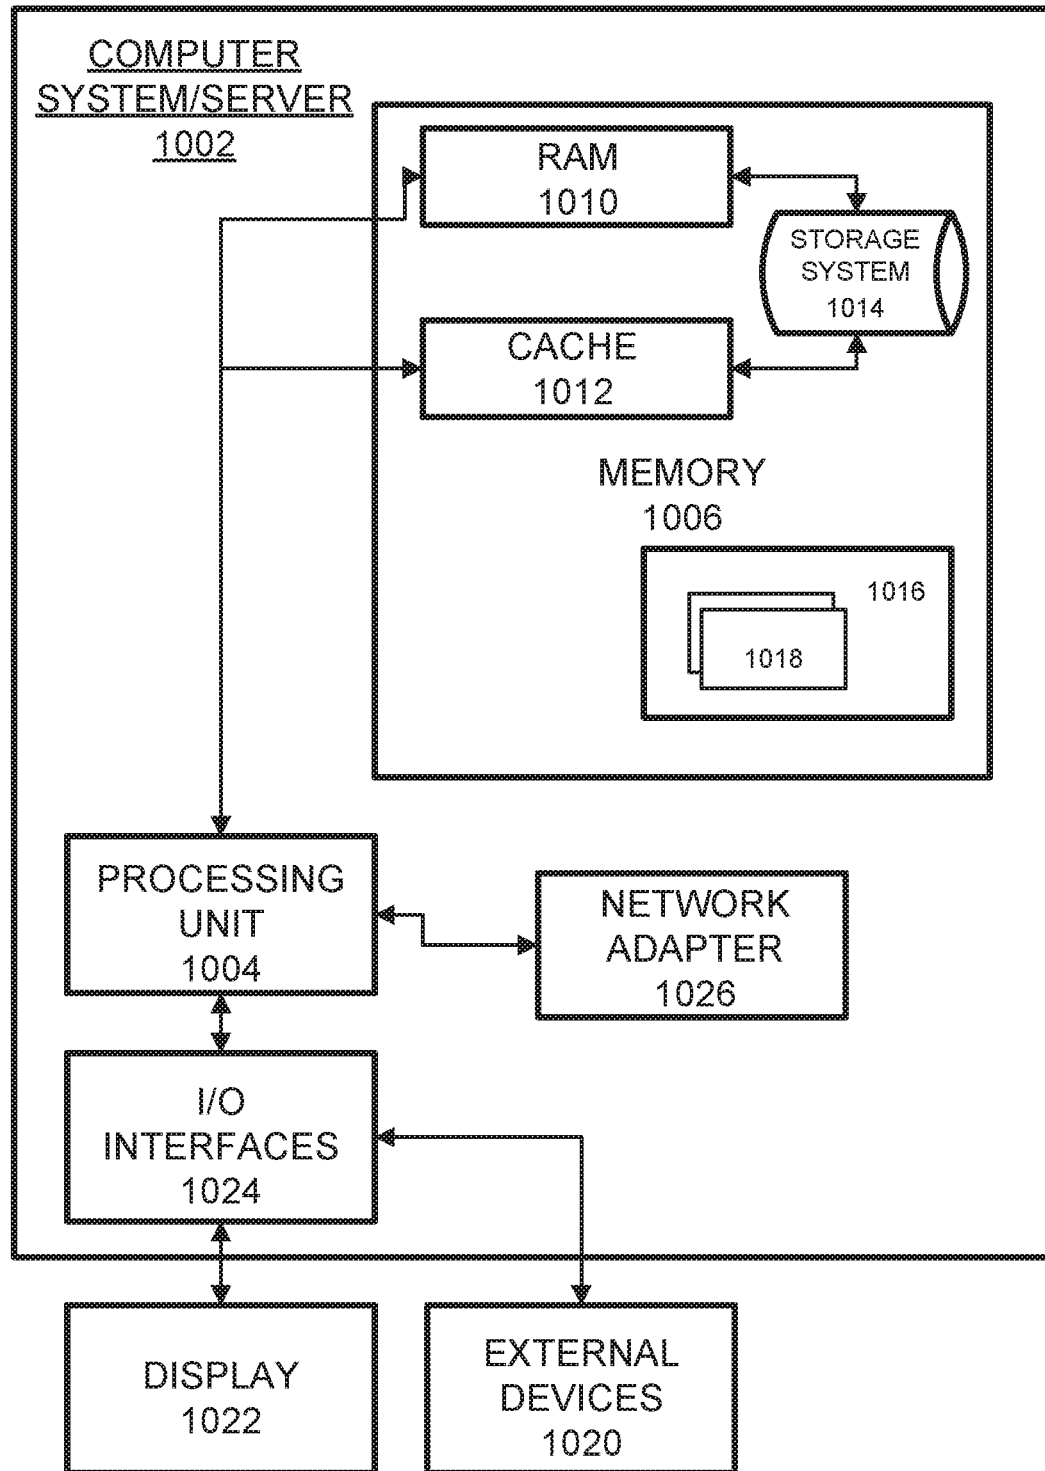 COMPUTER
SYSTEM/SERVER
1002
RAM
1010
STORAGE
SYSTEM
1014
CACHE
1012
MEMORY
1006
1016
1018
PROCESSING
UNIT
1004
NETWORK
ADAPTER
1026
I/O
INTERFACES
1024
DISPLAY
1022
EXTERNAL
DEVICES
1020